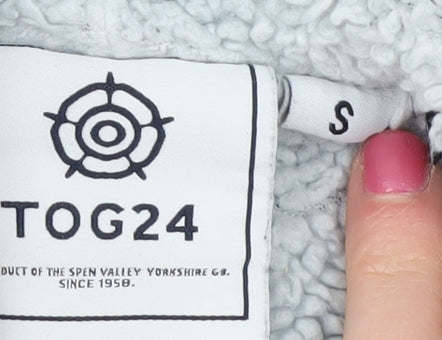 S
TOG24
DUCT OF THE SPEN VALLEY YORKSHIRE GB.
SINCE 1958.